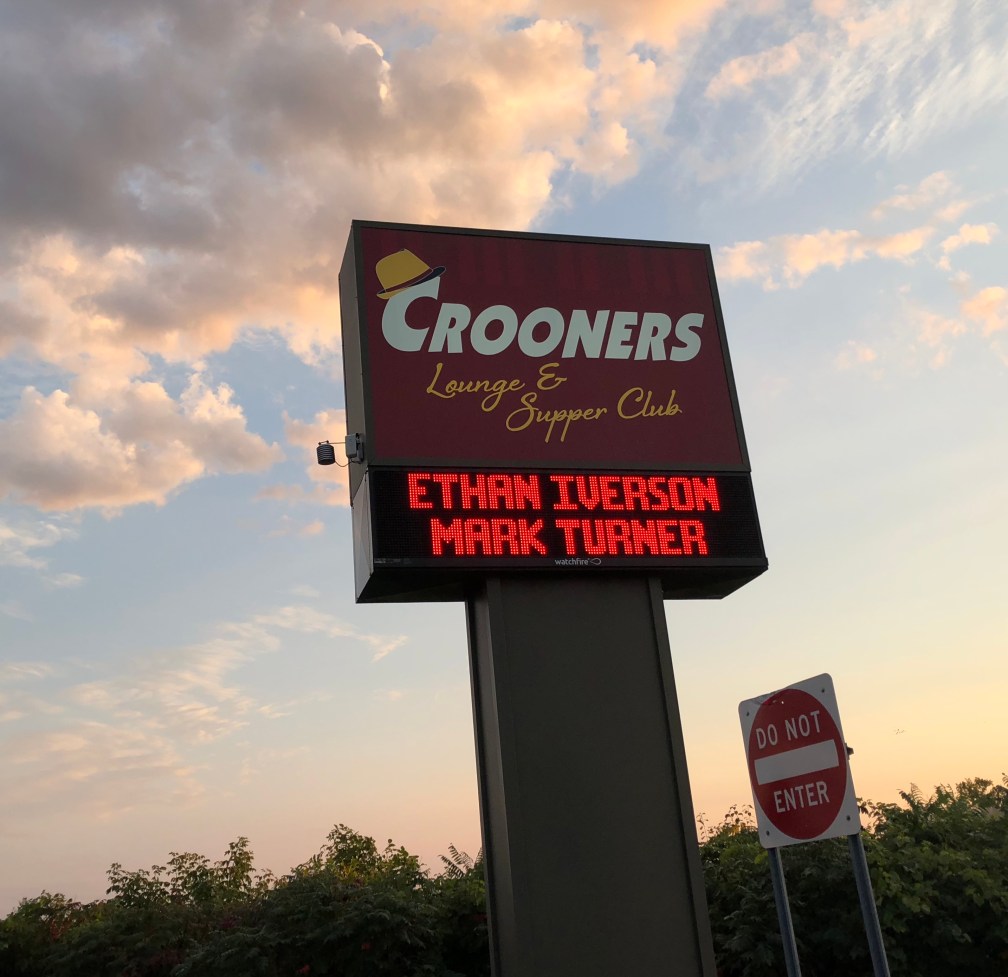 CROONERS
Lounge &
Supper Club
ETHAN IVERSON
MARK TURNER
watchfire
DO NOT
ENTER